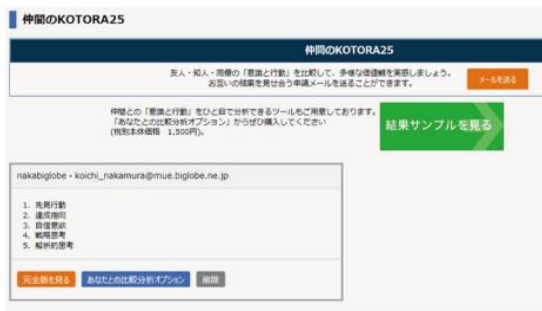 仲間のKOTORA25
仲間のKOTORA25
友人・知人・同僚の「意識と行動」を比較して、多様な価値観を実感しましょう。
お互いの結果を見せ合う申請メールを送ることができます。
メールを送る
仲間との「意識と行動」をひと目で分析できるツールもご用意しております。
「あなたとの比較分析オプション」からぜひ購入してください
(税別本体価格 1,500円)。
結果サンプルを見る
nakabiglobe・koichi_nakamura@mue.biglobe.ne.jp
1. 先見行動
2. 達成指向
3. 自信意欲
4. 戦略思考
5. 解析的思考
完全版を見る
あなたとの比較分析オプション
削除